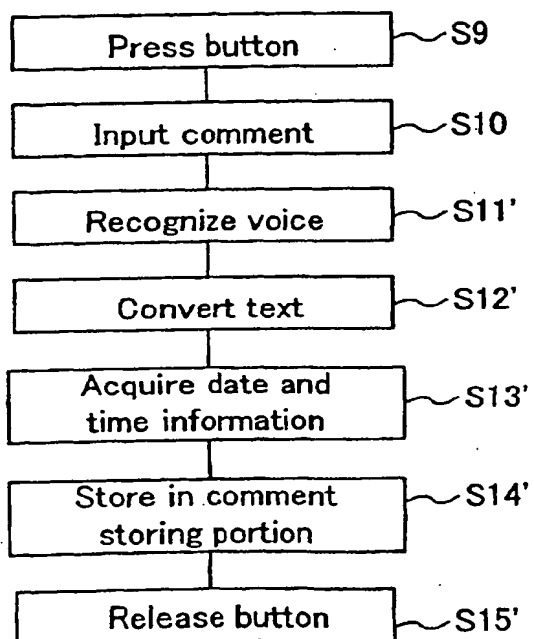 Press button S9
Input comment S10
Recognize voice S11'
Convert text S12'
Acquire date and
time information S13'
Store in comment S14'
storing portion
Release button S15'